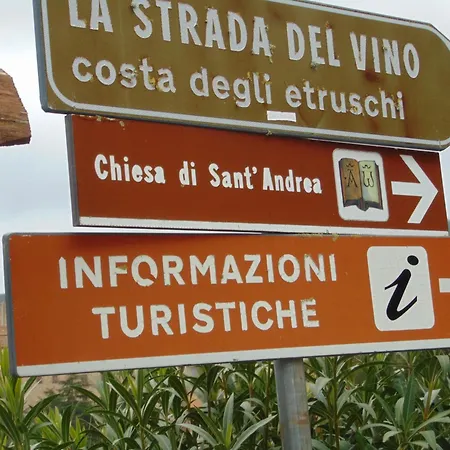 LA STRADA DEL VINO
costa degli etruschi
Chiesa di Sant'Andrea
Α Ω
INFORMAZIONI
TURISTICHE
i